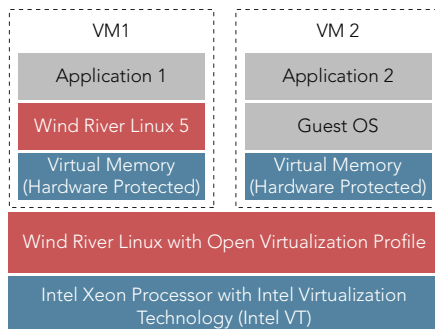 VM1
Application 1
Wind River Linux 5
Virtual Memory
(Hardware Protected)
VM 2
Application 2
Guest OS
Virtual Memory
(Hardware Protected)
Wind River Linux with Open Virtualization Profile
Intel Xeon Processor with Intel Virtualization
Technology (Intel VT)